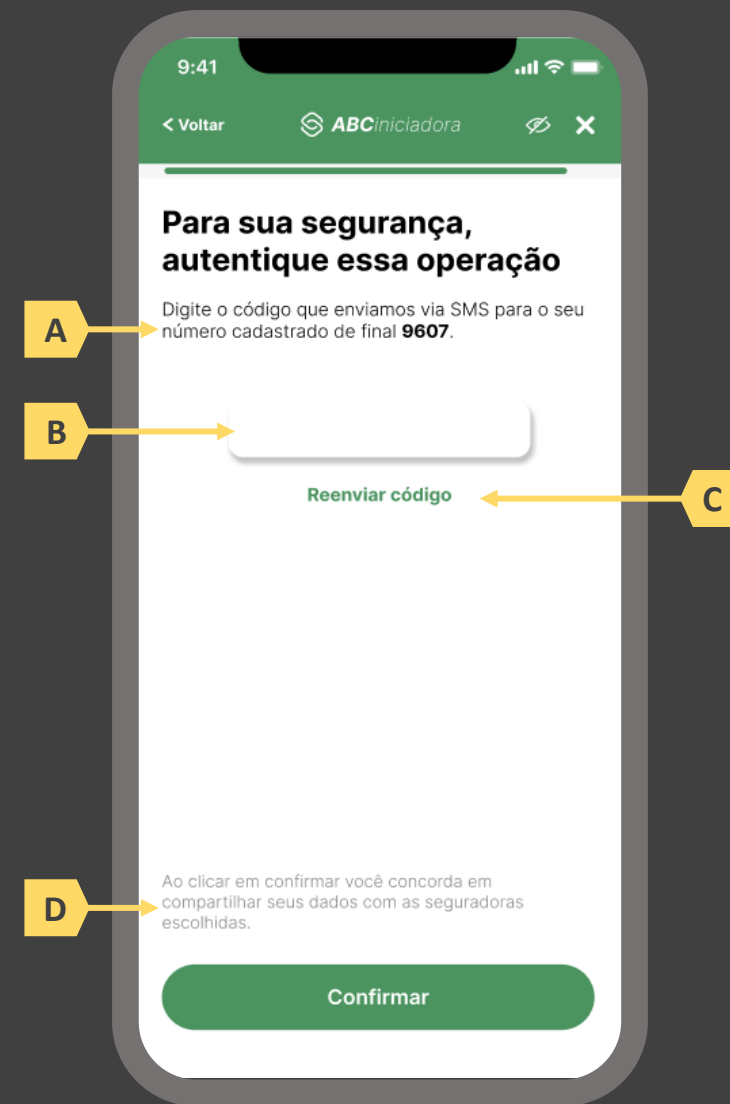 9:41
< Voltar
ABCiniciadora
Para sua segurança,
autentique essa operação
Digite o código que enviamos via SMS para o seu
número cadastrado de final 9607.
A
B
Reenviar código
C
Ao clicar em confirmar você concorda em
compartilhar seus dados com as seguradoras
escolhidas.
D
Confirmar